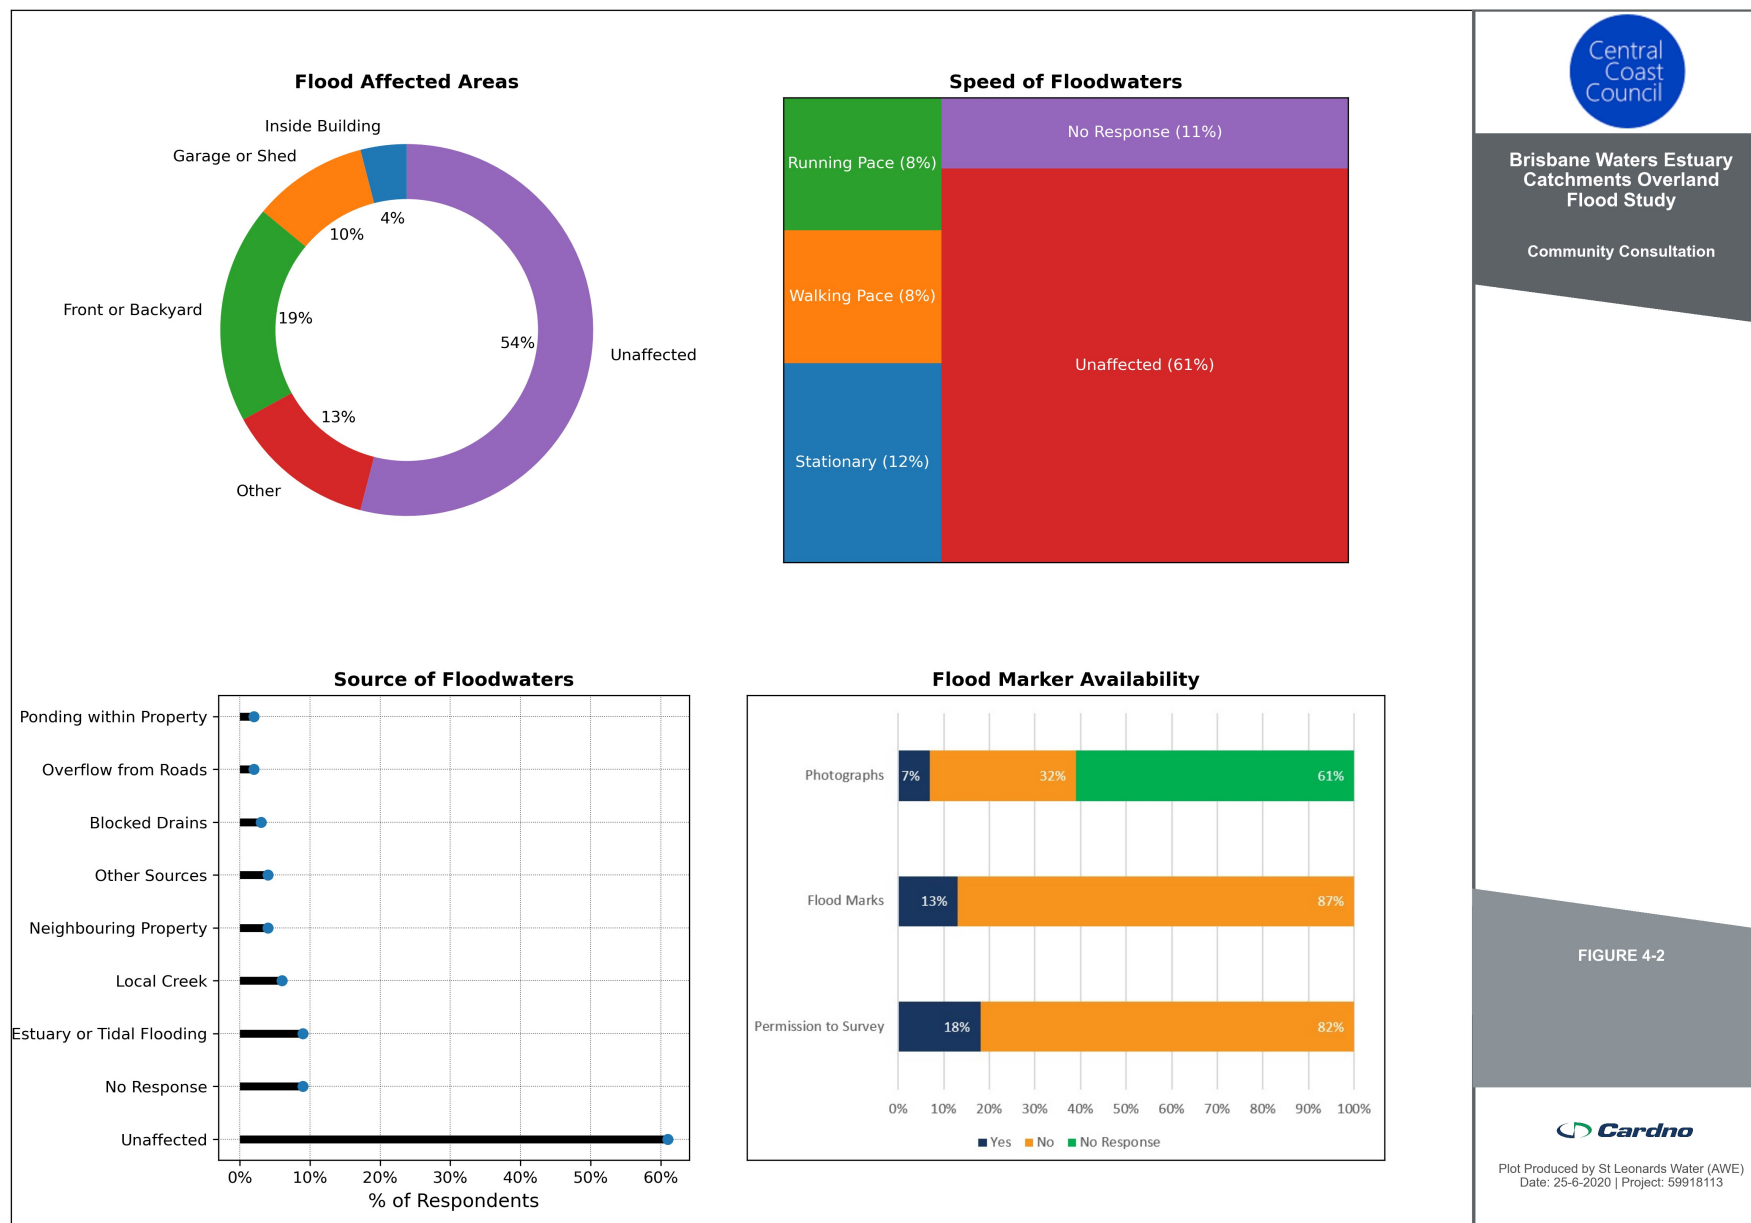 Flood Affected Areas
Inside Building
Garage or Shed
Front or Backyard
Other
Unaffected
4%
10%
19%
13%
54%
Speed of Floodwaters
Running Pace (8%)
Walking Pace (8%)
Stationary (12%)
No Response (11%)
Unaffected (61%)
Source of Floodwaters
Ponding within Property
Overflow from Roads
Blocked Drains
Other Sources
Neighbouring Property
Local Creek
Estuary or Tidal Flooding
No Response
Unaffected
0% 10% 20% 30% 40% 50% 60%
% of Respondents
Flood Marker Availability
Photographs 7% 32% 61%
Flood Marks 13% 87%
Permission to Survey 18% 82%
0% 10% 20% 30% 40% 50% 60% 70% 80% 90% 100%
Yes No No Response
Central
Coast
Council
Brisbane Waters Estuary
Catchments Overland
Flood Study
Community Consultation
FIGURE 4-2
Cardno
Plot Produced by St Leonards Water (AWE)
Date: 25-6-2020 | Project: 59918113